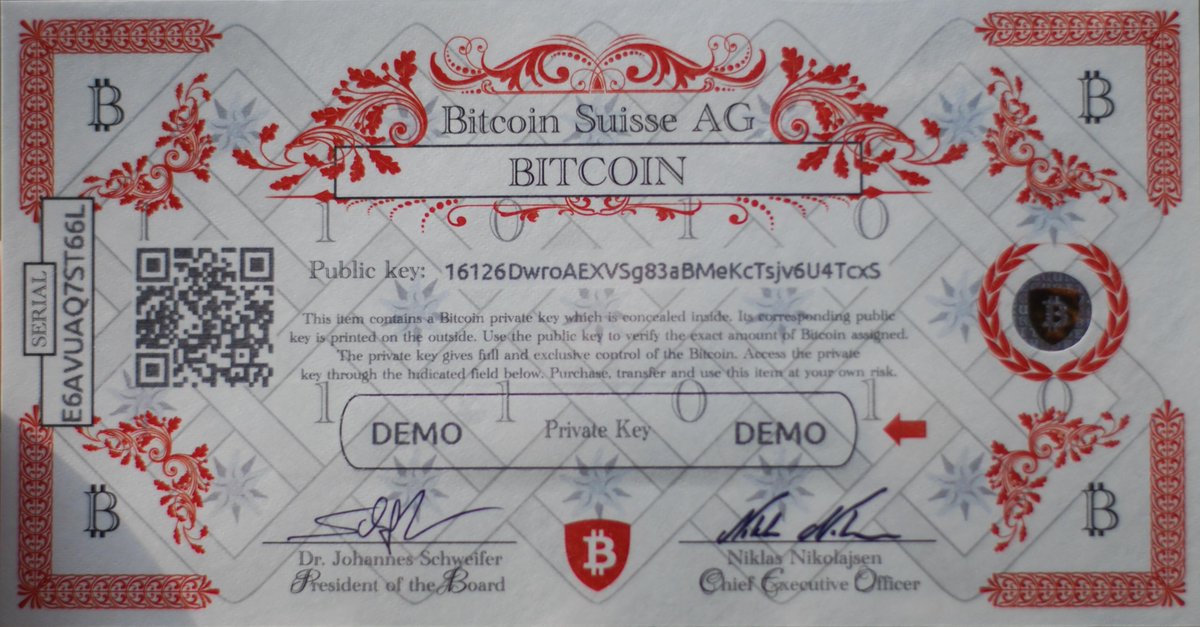 Bitcoin Suisse AG
BITCOIN
1 1 0 1 0
Public key: 16126DwroAEXVSg83aBMeKcTsjv6U4TcxS
This item contains a Bitcoin private key which is concealed inside. Its corresponding public
key is printed on the outside. Use the public key to verify the exact amount of Bitcoin assigned.
The private key gives full and exclusive control of the Bitcoin. Access the private
key through the indicated field below. Purchase, transfer and use this item at your own risk.
SERIAL
E6AVUAQ7ST66L
1 1 0 1 0
DEMO Private Key DEMO
Dr. Johannes Schweifer
President of the Board
Niklas Nikolajsen
Chief Executive Officer